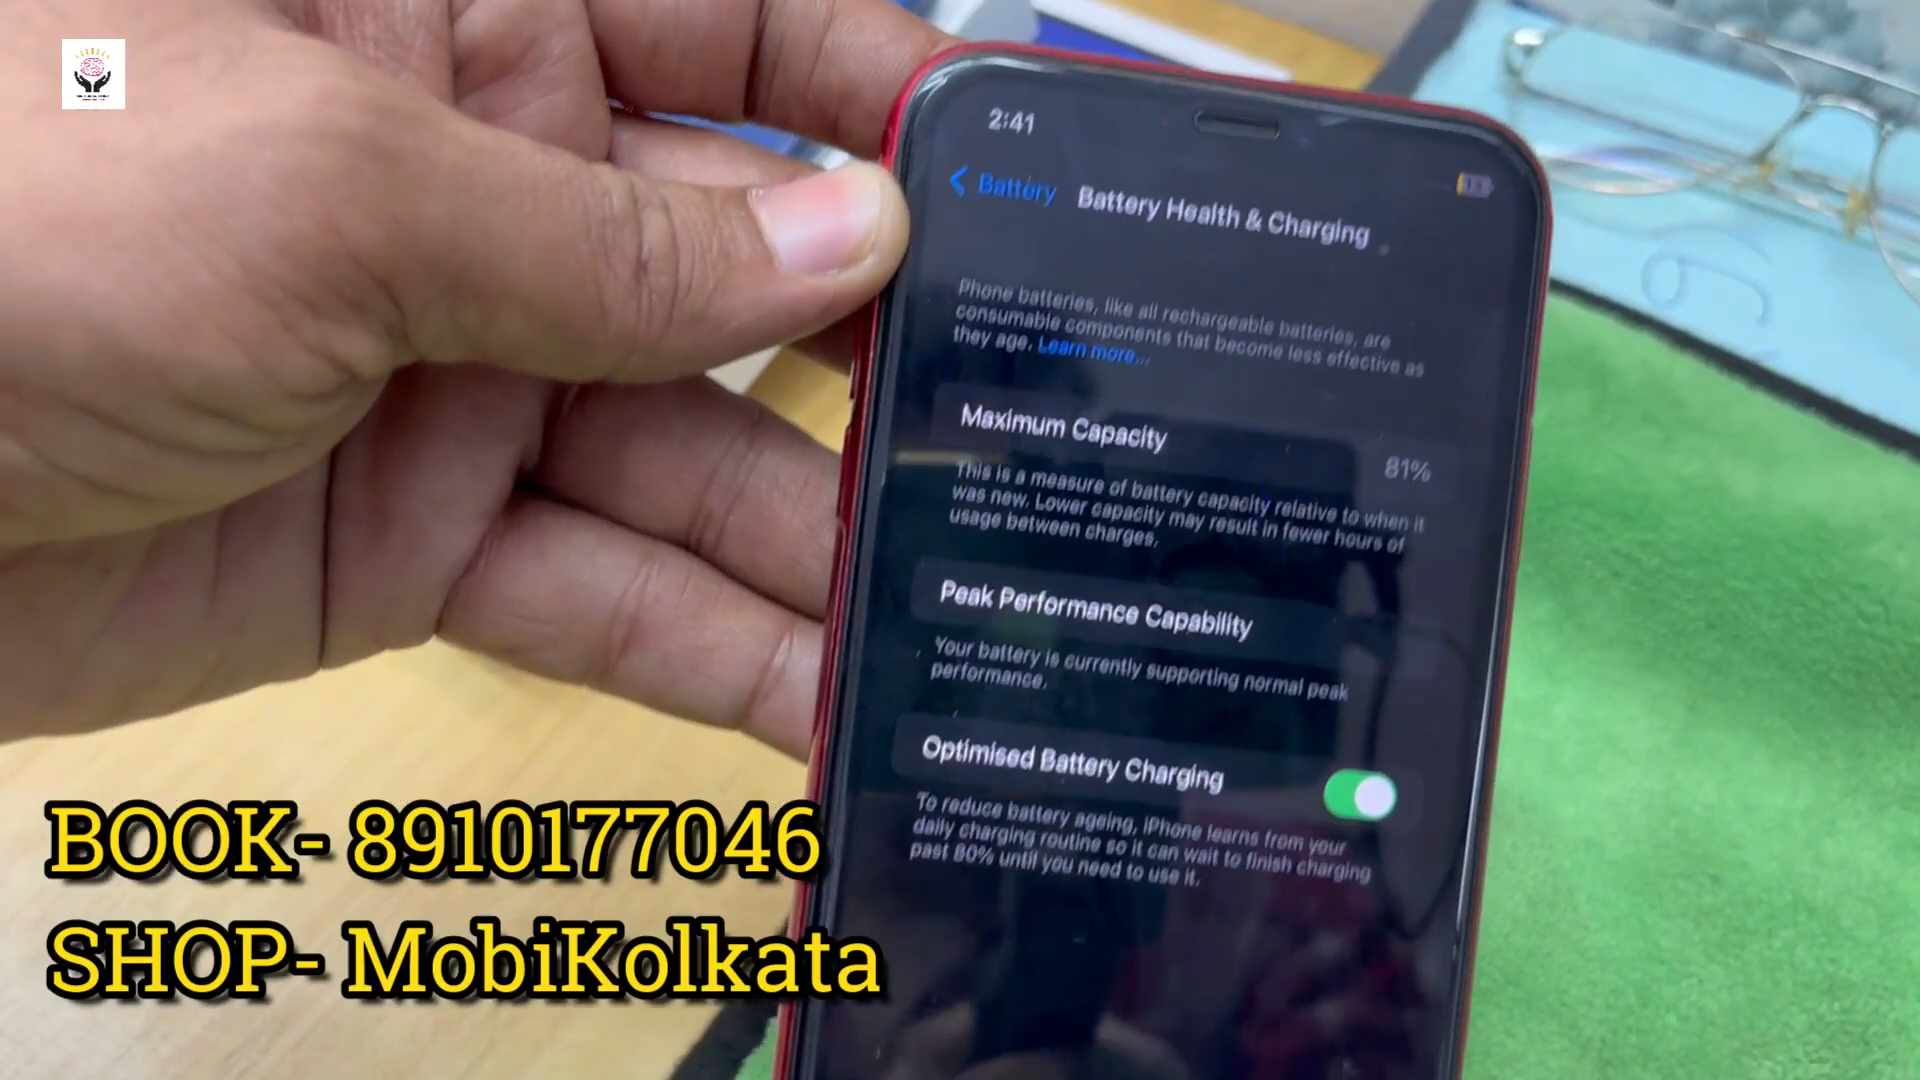 2:41
Battery
Battery Health & Charging
Phone batteries, like all rechargeable batteries, are
consumable components that become less effective as
they age. Learn more...
Maximum Capacity
81%
This is a measure of battery capacity relative to when it
was new. Lower capacity may result in fewer hours of
usage between charges.
Peak Performance Capability
Your battery is currently supporting normal peak
performance.
Optimised Battery Charging
To reduce battery ageing, iPhone learns from your
daily charging routine so it can wait to finish charging
past 80% until you need to use it.
BOOK- 8910177046
SHOP- MobiKolkata